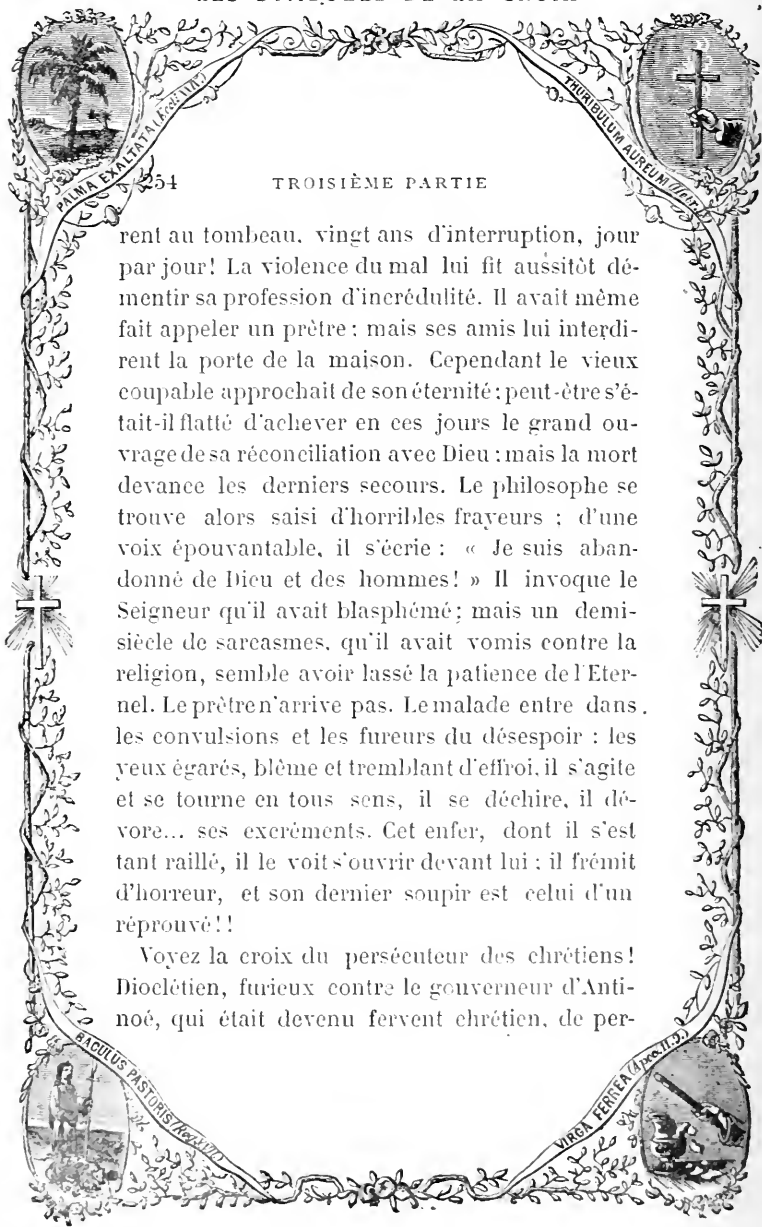 254 TROISIÈME PARTIE
PALMA EXALTATA
THURIBULUM AUREUM
rent au tombeau, vingt ans d'interruption, jour
par jour! La violence du mal lui fit aussitôt dé-
mentir sa profession d'incrédulité. Il avait même
fait appeler un prêtre; mais ses amis lui interdi-
rent la porte de la maison. Cependant le vieux
coupable approchait de son éternité; peut-être s'é-
tait-il flatté d'achever en ces jours le grand ou-
vrage de sa réconciliation avec Dieu; mais la mort
devance les derniers secours. Le philosophe se
trouve alors saisi d'horribles frayeurs; d'une
voix épouvantable, il s'écrie : « Je suis aban-
donné de Dieu et des hommes! » Il invoque le
Seigneur qu'il avait blasphémé; mais un demi-
siècle de sarcasmes, qu'il avait vomis contre la
religion, semble avoir lassé la patience de l'Eter-
nel. Le prêtre n'arrive pas. Le malade entre dans
les convulsions et les fureurs du désespoir : les
yeux égarés, blême et tremblant d'effroi, il s'agite
et se tourne en tous sens, il se déchire, il dé-
vore... ses excréments. Cet enfer, dont il s'est
tant raillé, il le voit s'ouvrir devant lui; il frémit
d'horreur, et son dernier soupir est celui d'un
réprouvé!!
Voyez la croix du persécuteur des chrétiens!
Dioclétien, furieux contre le gouverneur d'Anti-
noé, qui était devenu fervent chrétien, de per-
BACULUS PASTORIS
VIRGA FERREA (Apoc. II. 9.)